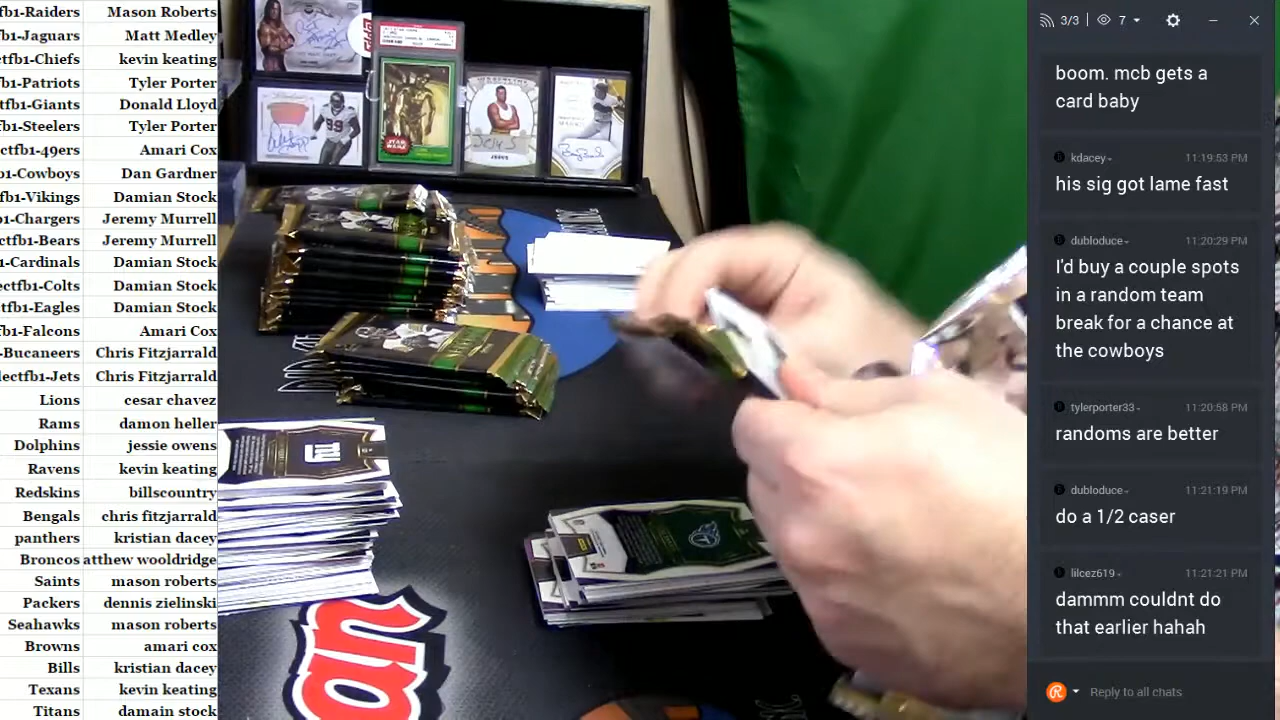 fb1-Raiders Mason Roberts
fb1-Jaguars Matt Medley
ctfb1-Chiefs kevin keating
fb1-Patriots Tyler Porter
ctfb1-Giants Donald Lloyd
fb1-Steelers Tyler Porter
ctfb1-49ers Amari Cox
b1-Cowboys Dan Gardner
tfb1-Vikings Damian Stock
b1-Chargers Jeremy Murrell
ctfb1-Bears Jeremy Murrell
1-Cardinals Damian Stock
ectfb1-Colts Damian Stock
ctfb1-Eagles Damian Stock
fb1-Falcons Amari Cox
-Bucaneers Chris Fitzjarrald
lectfb1-Jets Chris Fitzjarrald
Lions cesar chavez
Rams damon heller
Dolphins jessie owens
Ravens kevin keating
Redskins billscountry
Bengals chris fitzjarrald
panthers kristian dacey
Broncos atthew wooldridge
Saints mason roberts
Packers dennis zielinski
Seahawks mason roberts
Browns amari cox
Bills kristian dacey
Texans kevin keating
Titans damain stock
STAR WARS
99
3/3 7
boom. mcb gets a
card baby
kdacey 11:19:53 PM
his sig got lame fast
dubloduce 11:20:29 PM
I'd buy a couple spots
in a random team
break for a chance at
the cowboys
tylerporter33 11:20:58 PM
randoms are better
dubloduce 11:21:19 PM
do a 1/2 caser
lilcez619 11:21:21 PM
dammm couldnt do
that earlier hahah
Reply to all chats